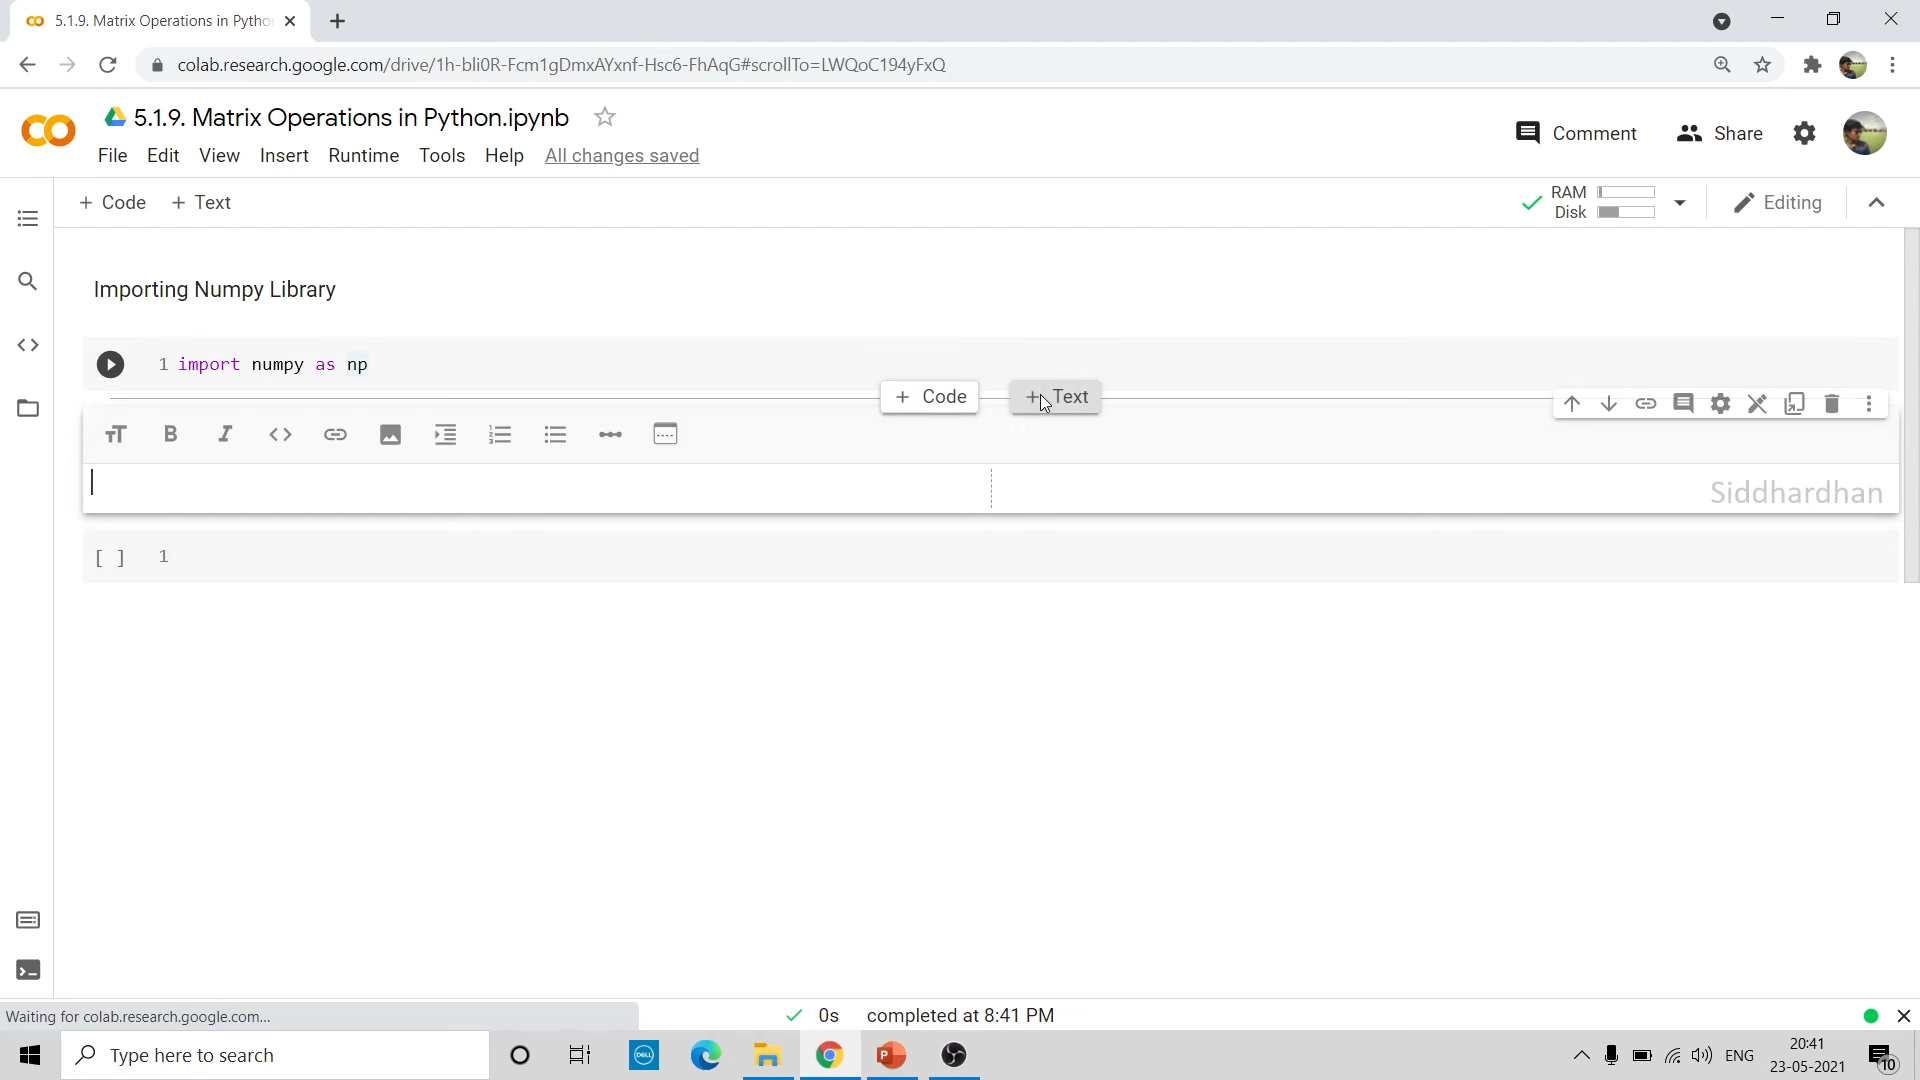 5.1.9. Matrix Operations in Pytho
colab.research.google.com/drive/1h-bli0R-Fcm1gDmxAYxnf-Hsc6-FhAqG#scrollTo=LWQoC194yFxQ
5.1.9. Matrix Operations in Python.ipynb
Comment
Share
File Edit View Insert Runtime Tools Help All changes saved
+ Code + Text
RAM
Disk
Editing
Importing Numpy Library
1 import numpy as np
+ Code
+ Text
Siddhardhan
[ ] 1
Waiting for colab.research.google.com...
0s completed at 8:41 PM
Type here to search
DELL
ENG
20:41
23-05-2021
10